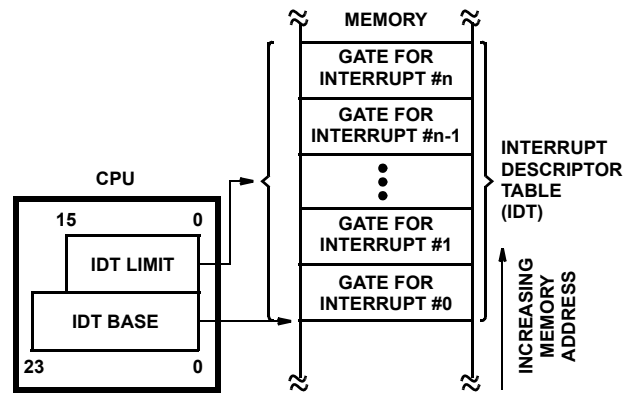 MEMORY
GATE FOR
INTERRUPT #n
GATE FOR
INTERRUPT #n-1
INTERRUPT
DESCRIPTOR
TABLE
(IDT)
CPU
15 0
IDT LIMIT
IDT BASE
23 0
GATE FOR
INTERRUPT #1
GATE FOR
INTERRUPT #0
INCREASING
MEMORY
ADDRESS